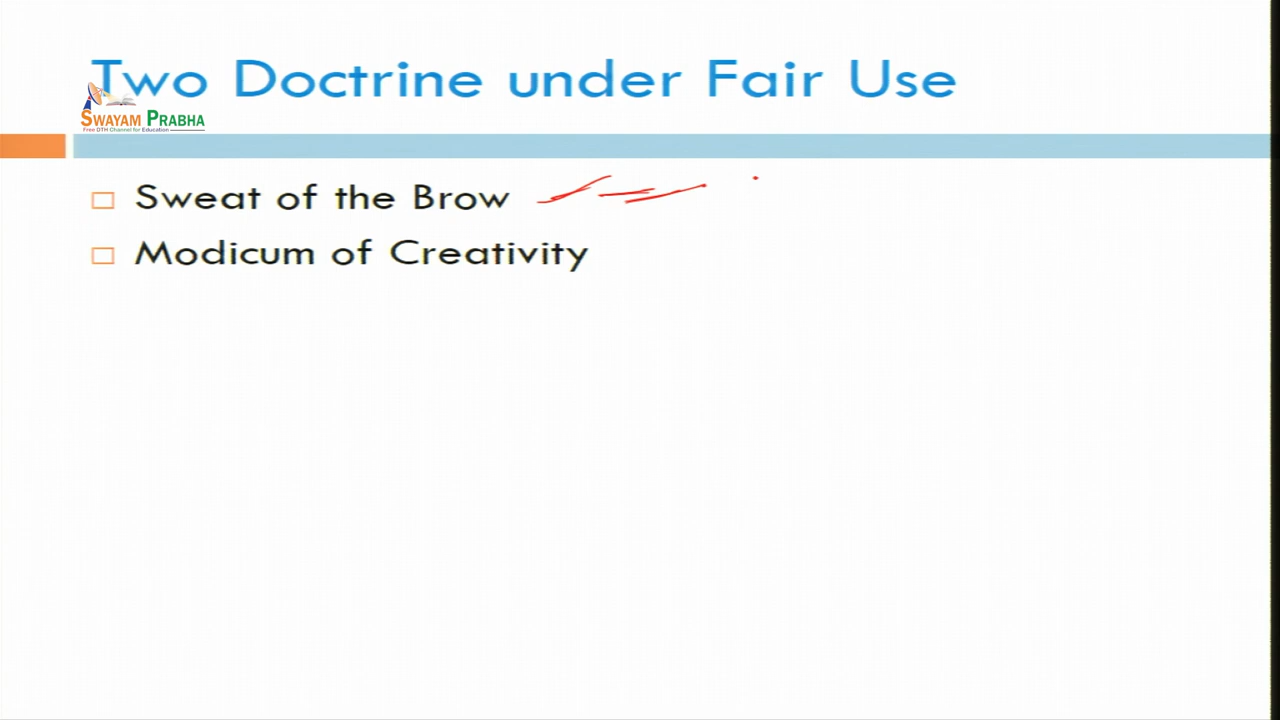 Two Doctrine under Fair Use
SWAYAM PRABHA
Free DTH Channel for Education
Sweat of the Brow
Modicum of Creativity